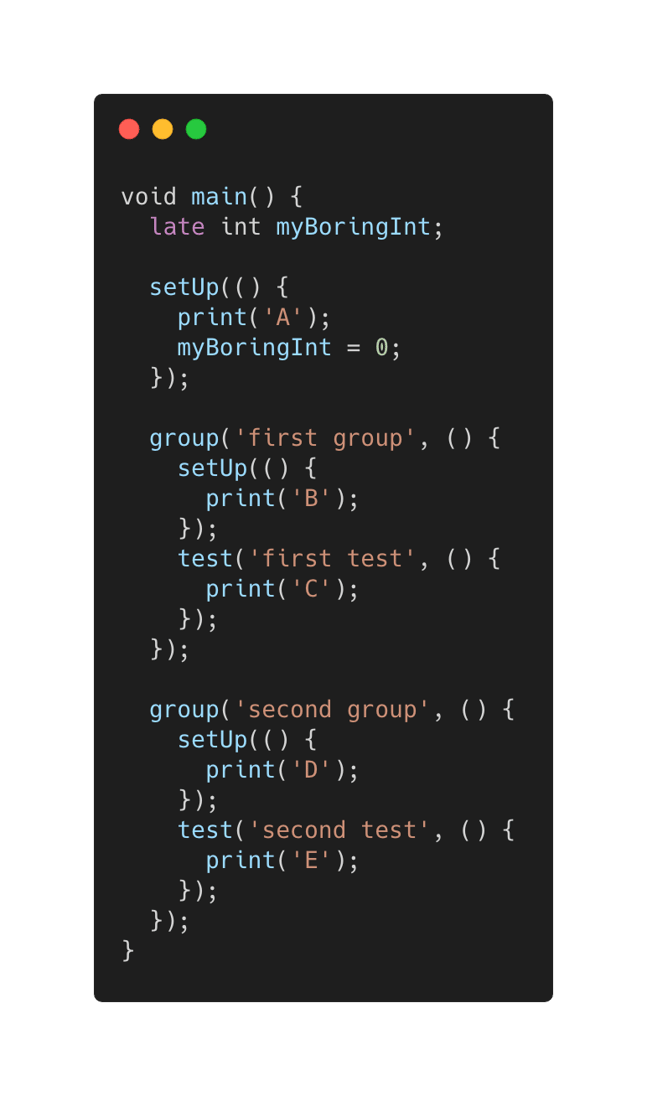 void main() {
  late int myBoringInt;

  setUp(() {
    print('A');
    myBoringInt = 0;
  });

  group('first group', () {
    setUp(() {
      print('B');
    });
    test('first test', () {
      print('C');
    });
  });

  group('second group', () {
    setUp(() {
      print('D');
    });
    test('second test', () {
      print('E');
    });
  });
}